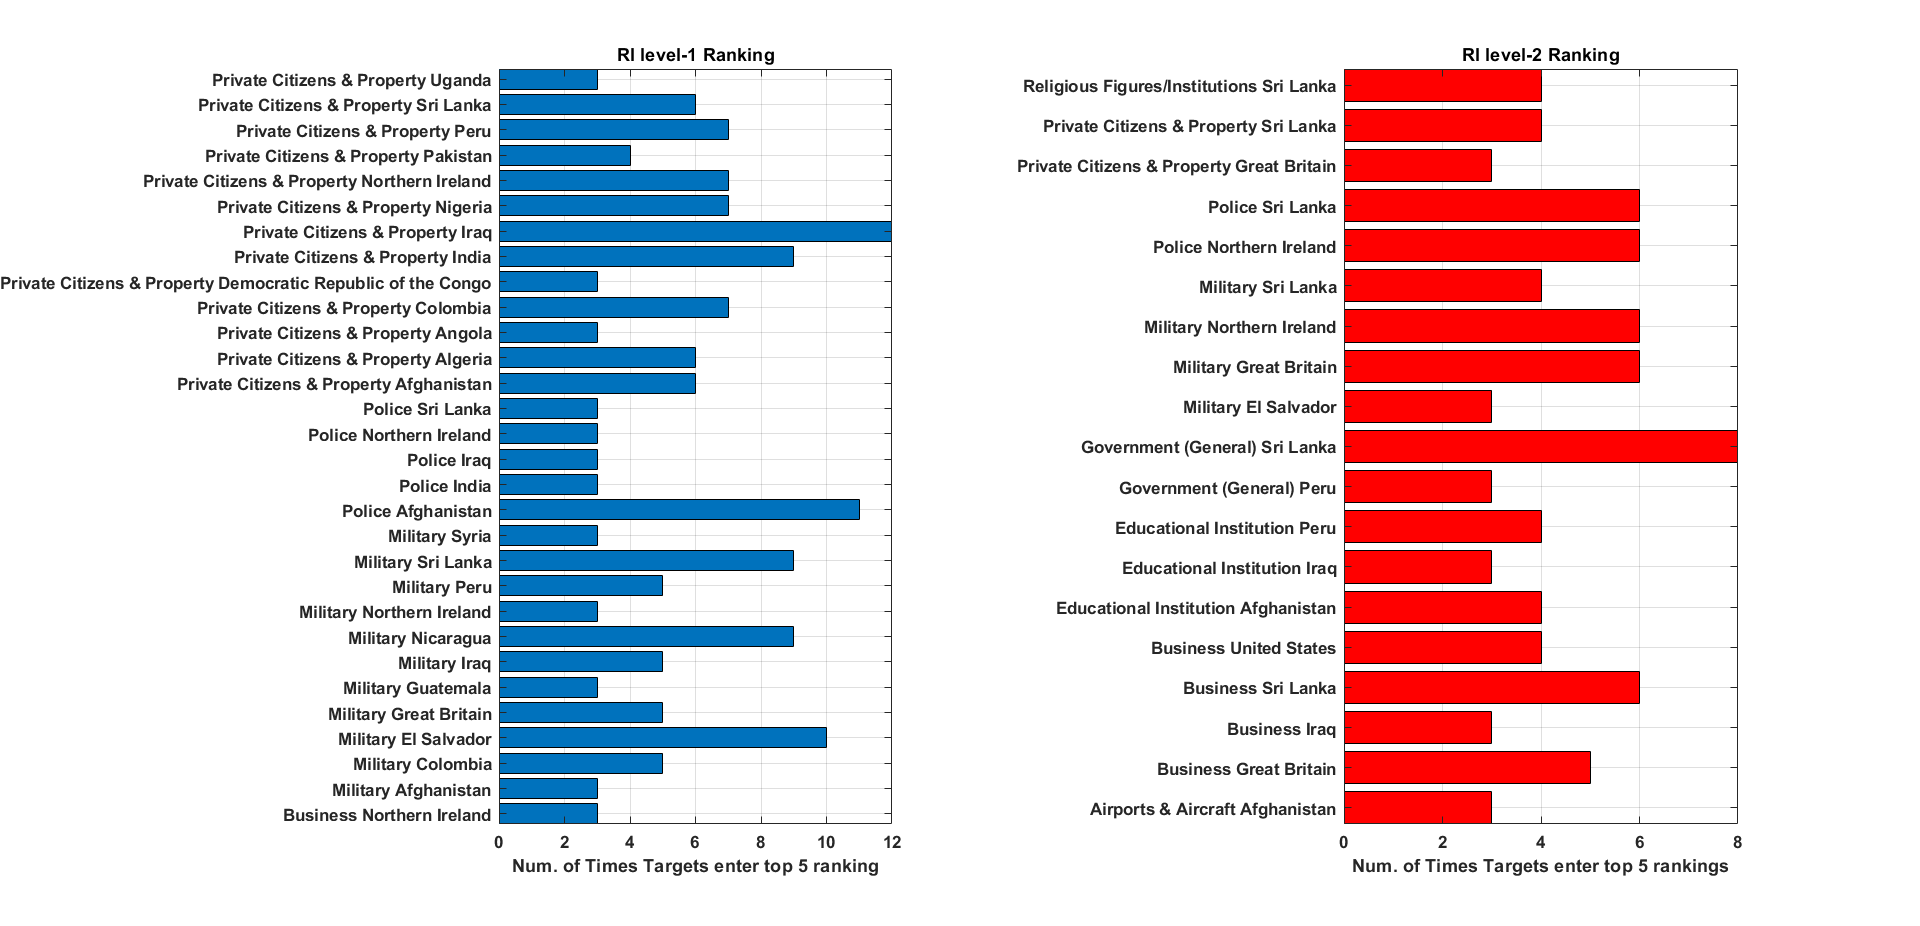 RI level-1 Ranking
Private Citizens & Property Uganda
Private Citizens & Property Sri Lanka
Private Citizens & Property Peru
Private Citizens & Property Pakistan
Private Citizens & Property Northern Ireland
Private Citizens & Property Nigeria
Private Citizens & Property Iraq
Private Citizens & Property India
Private Citizens & Property Democratic Republic of the Congo
Private Citizens & Property Colombia
Private Citizens & Property Angola
Private Citizens & Property Algeria
Private Citizens & Property Afghanistan
Police Sri Lanka
Police Northern Ireland
Police Iraq
Police India
Police Afghanistan
Military Syria
Military Sri Lanka
Military Peru
Military Northern Ireland
Military Nicaragua
Military Iraq
Military Guatemala
Military Great Britain
Military El Salvador
Military Colombia
Military Afghanistan
Business Northern Ireland
0 2 4 6 8 10 12
Num. of Times Targets enter top 5 ranking
RI level-2 Ranking
Religious Figures/Institutions Sri Lanka
Private Citizens & Property Sri Lanka
Private Citizens & Property Great Britain
Police Sri Lanka
Police Northern Ireland
Military Sri Lanka
Military Northern Ireland
Military Great Britain
Military El Salvador
Government (General) Sri Lanka
Government (General) Peru
Educational Institution Peru
Educational Institution Iraq
Educational Institution Afghanistan
Business United States
Business Sri Lanka
Business Iraq
Business Great Britain
Airports & Aircraft Afghanistan
0 2 4 6 8
Num. of Times Targets enter top 5 rankings